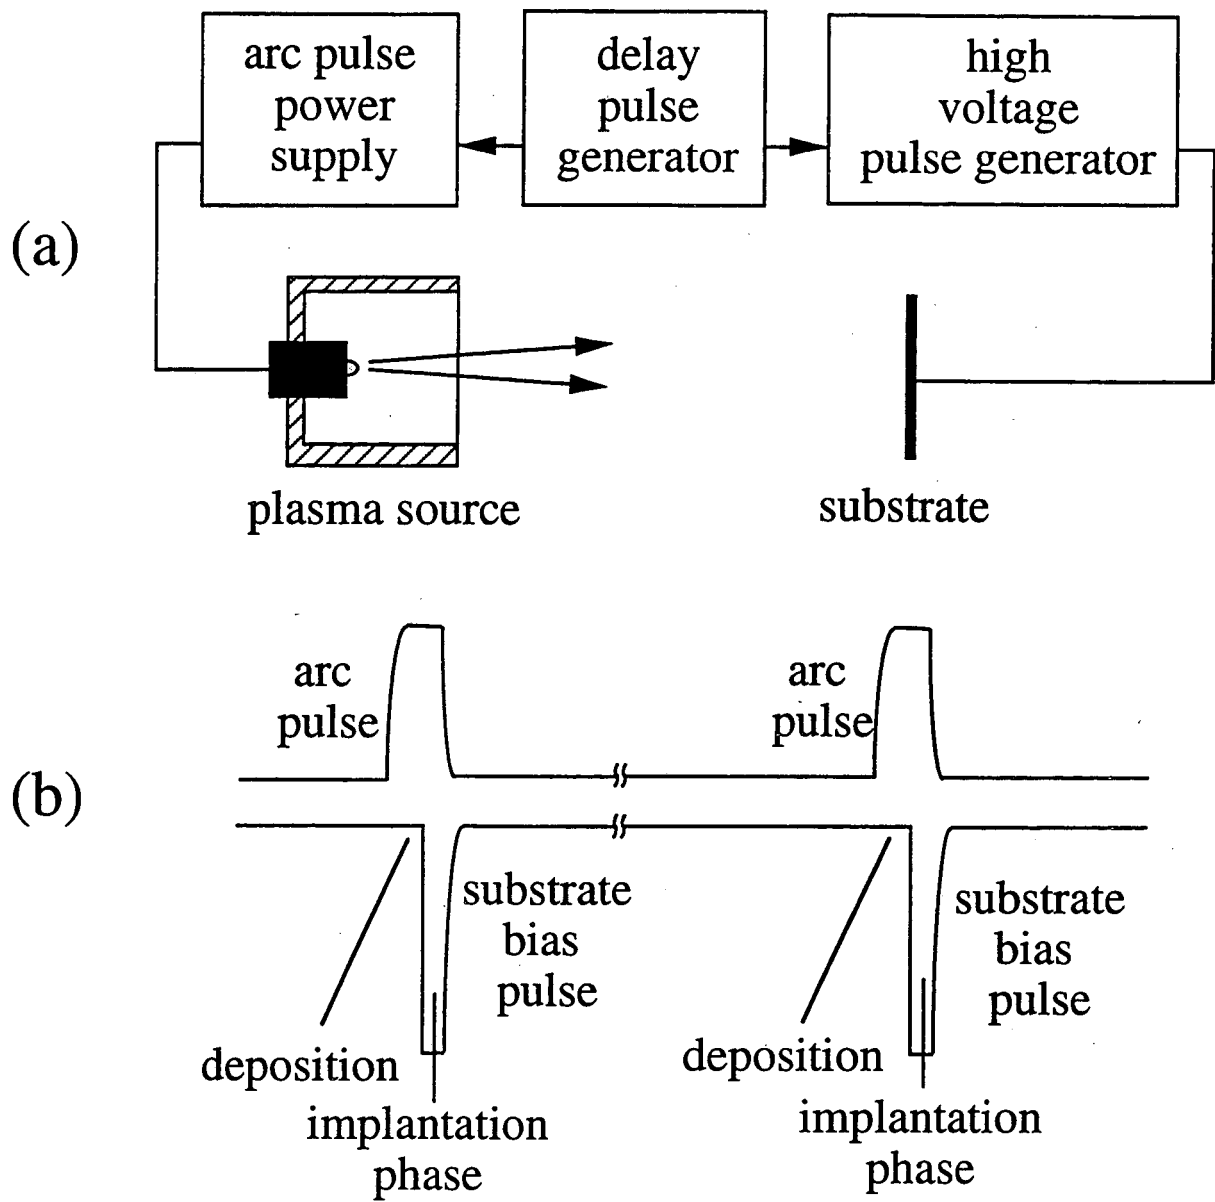 arc pulse
power
supply
delay
pulse
generator
high
voltage
pulse generator
(a)
plasma source
substrate
arc
pulse
arc
pulse
(b)
substrate
bias
pulse
substrate
bias
pulse
deposition
implantation
phase
deposition
implantation
phase